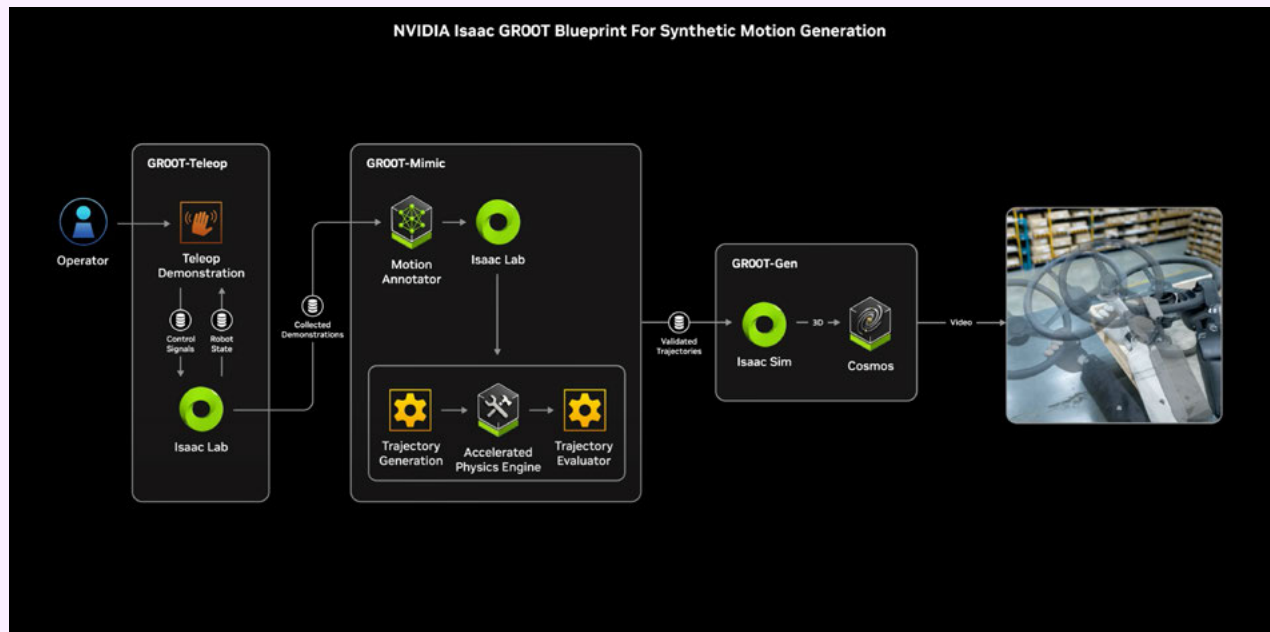 NVIDIA Isaac GR00T Blueprint For Synthetic Motion Generation
GR00T-Teleop
Operator
Teleop
Demonstration
Control
Signals
Robot
State
Isaac Lab
Collected
Demonstrations
GR00T-Mimic
Motion
Annotator
Isaac Lab
Trajectory
Generation
Accelerated
Physics Engine
Trajectory
Evaluator
Validated
Trajectories
GR00T-Gen
Isaac Sim
3D
Cosmos
Video